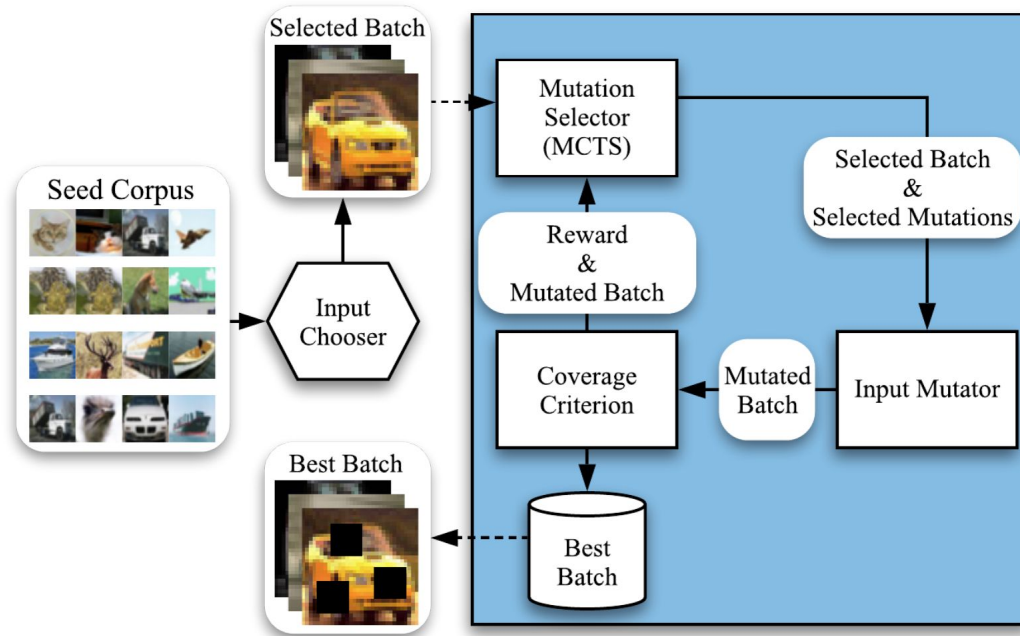 Selected Batch
Seed Corpus
Input
Chooser
Mutation
Selector
(MCTS)
Selected Batch
&
Selected Mutations
Reward
&
Mutated Batch
Coverage
Criterion
Mutated
Batch
Input Mutator
Best Batch
Best
Batch